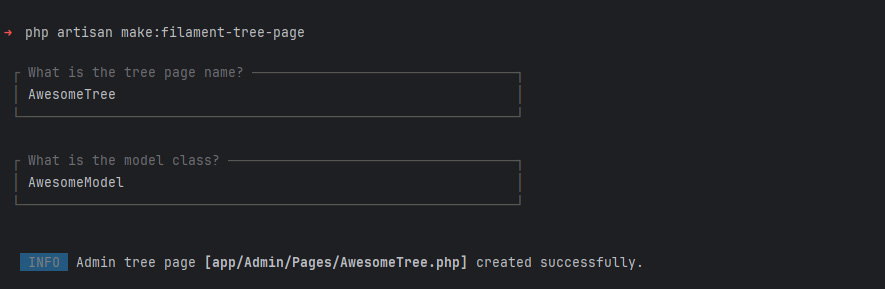 ➜ php artisan make:filament-tree-page
What is the tree page name?
AwesomeTree
What is the model class?
AwesomeModel
INFO Admin tree page [app/Admin/Pages/AwesomeTree.php] created successfully.